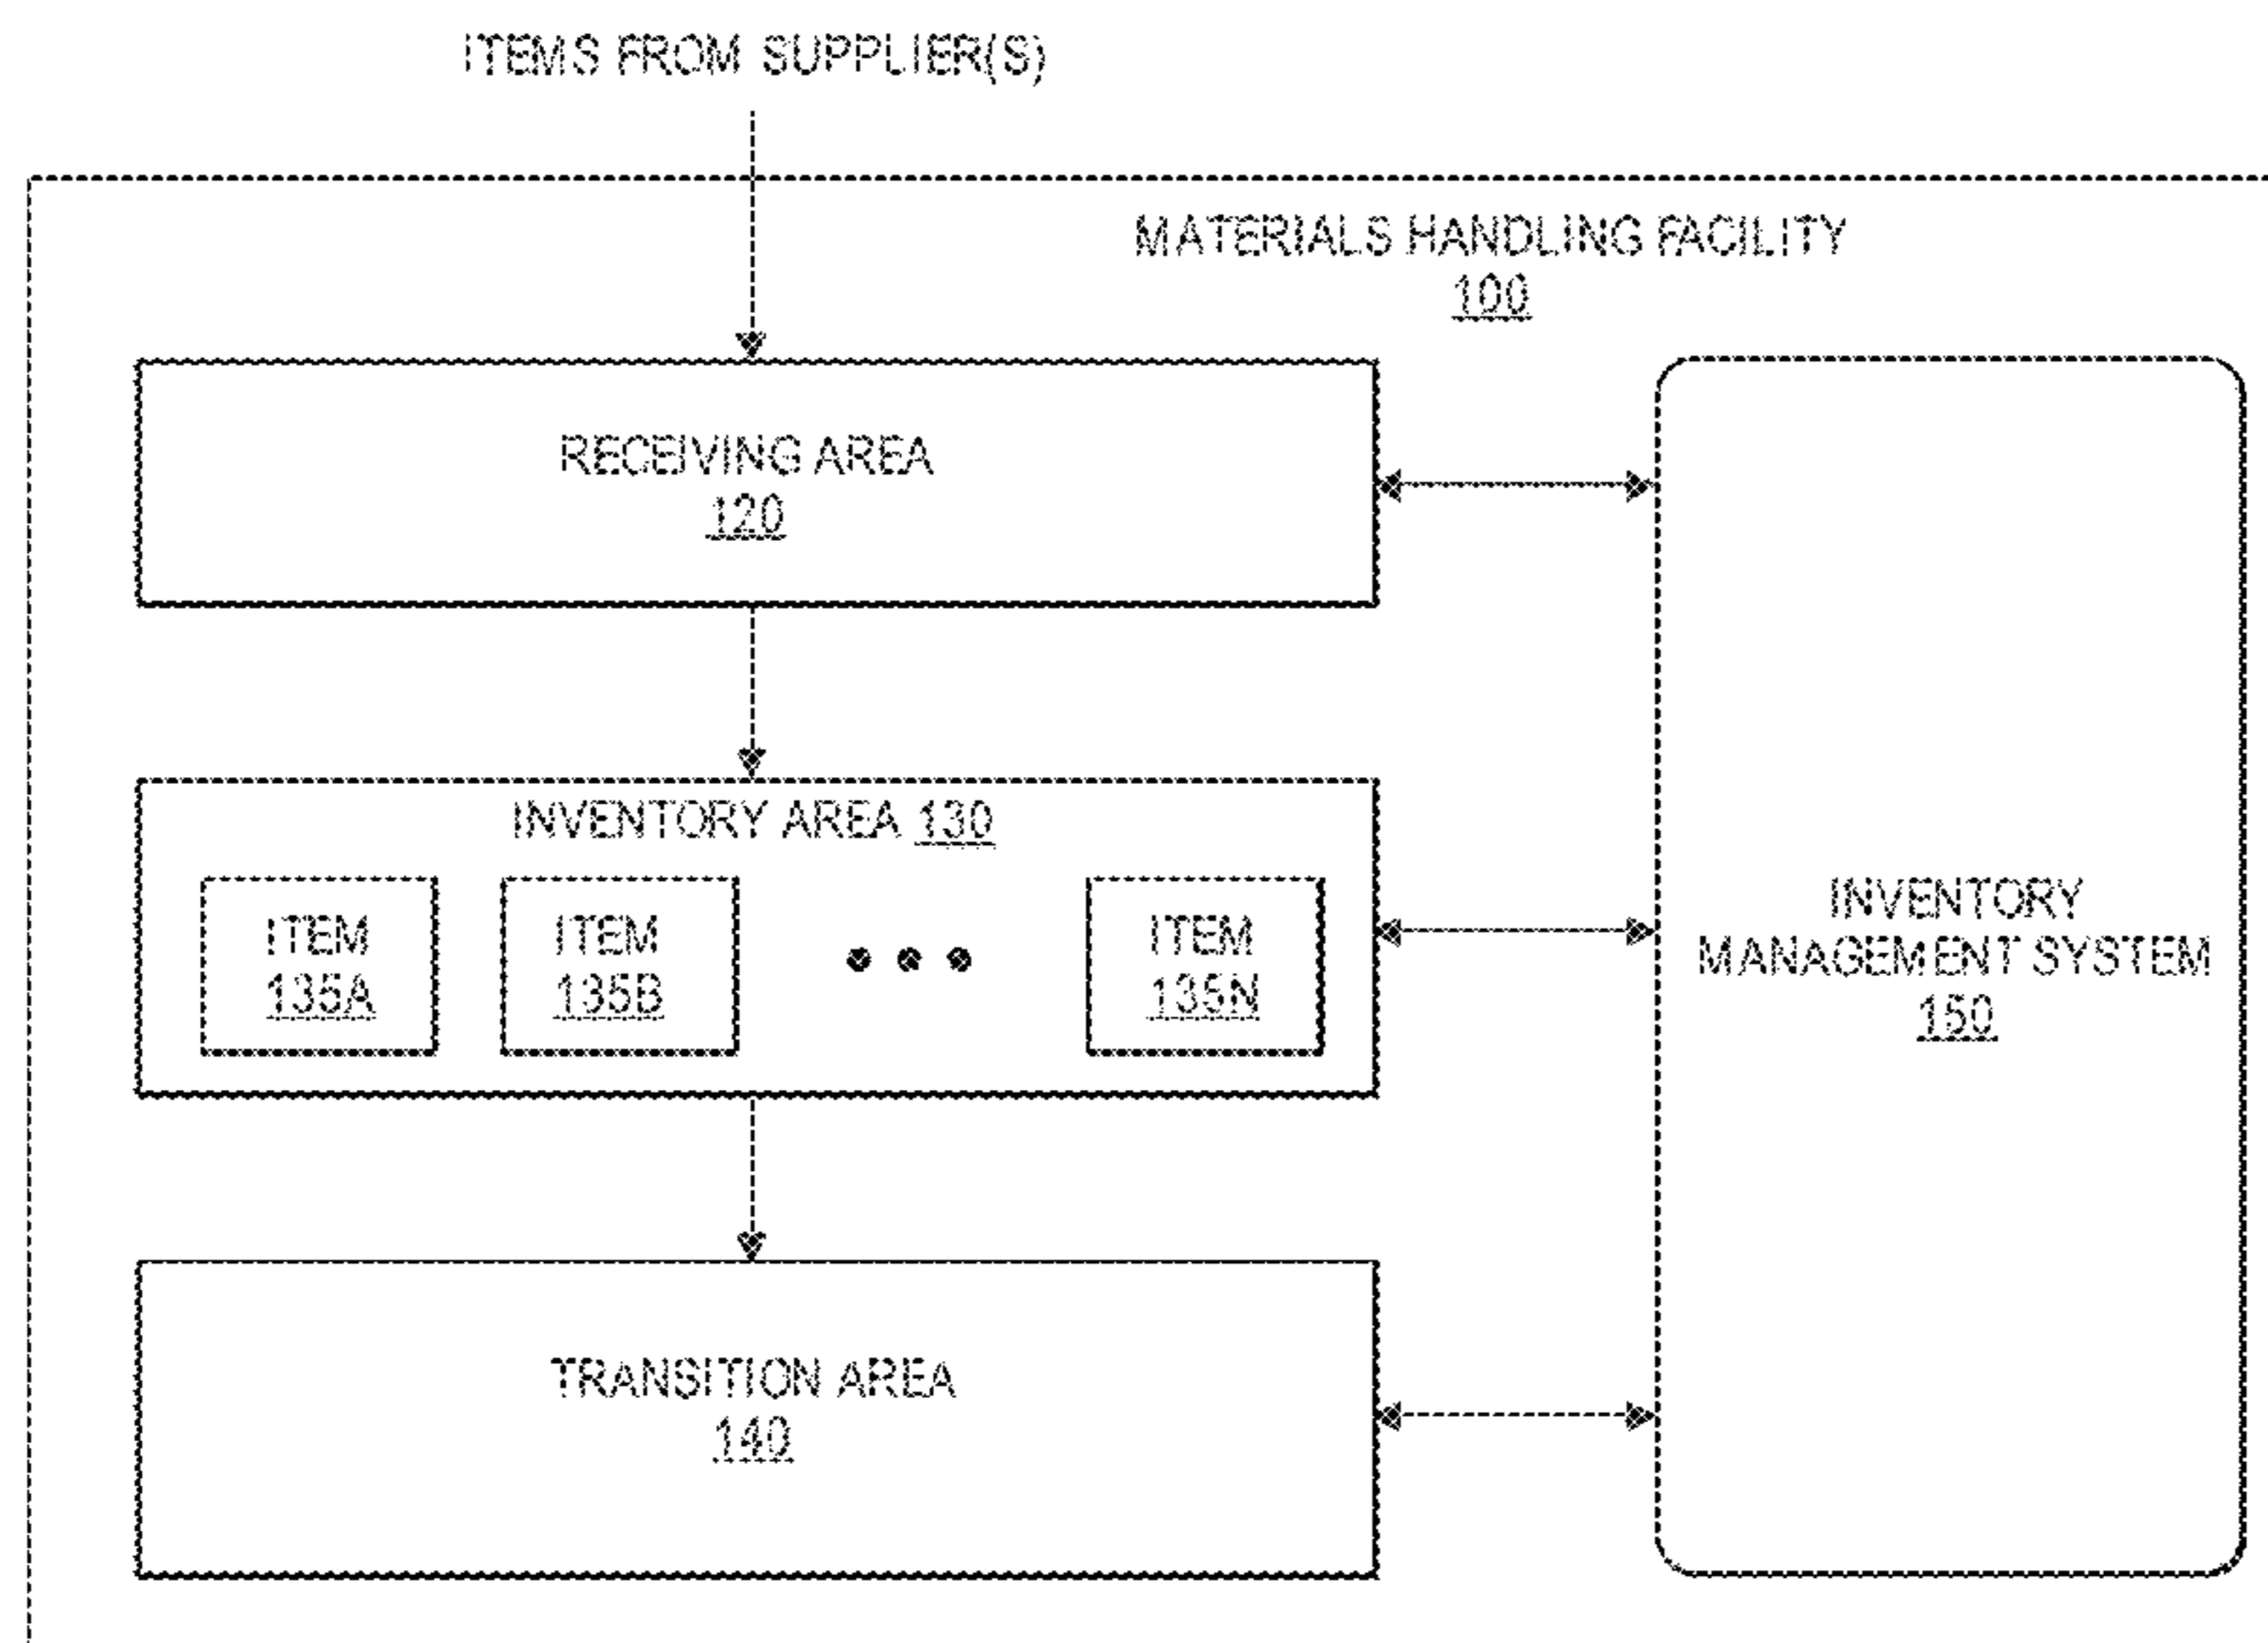 ITEMS FROM SUPPLIER(S)
MATERIALS HANDLING FACILITY
100
RECEIVING AREA
120
INVENTORY AREA 130
ITEM
135A
ITEM
135B
ITEM
135N
INVENTORY
MANAGEMENT SYSTEM
150
TRANSITION AREA
140